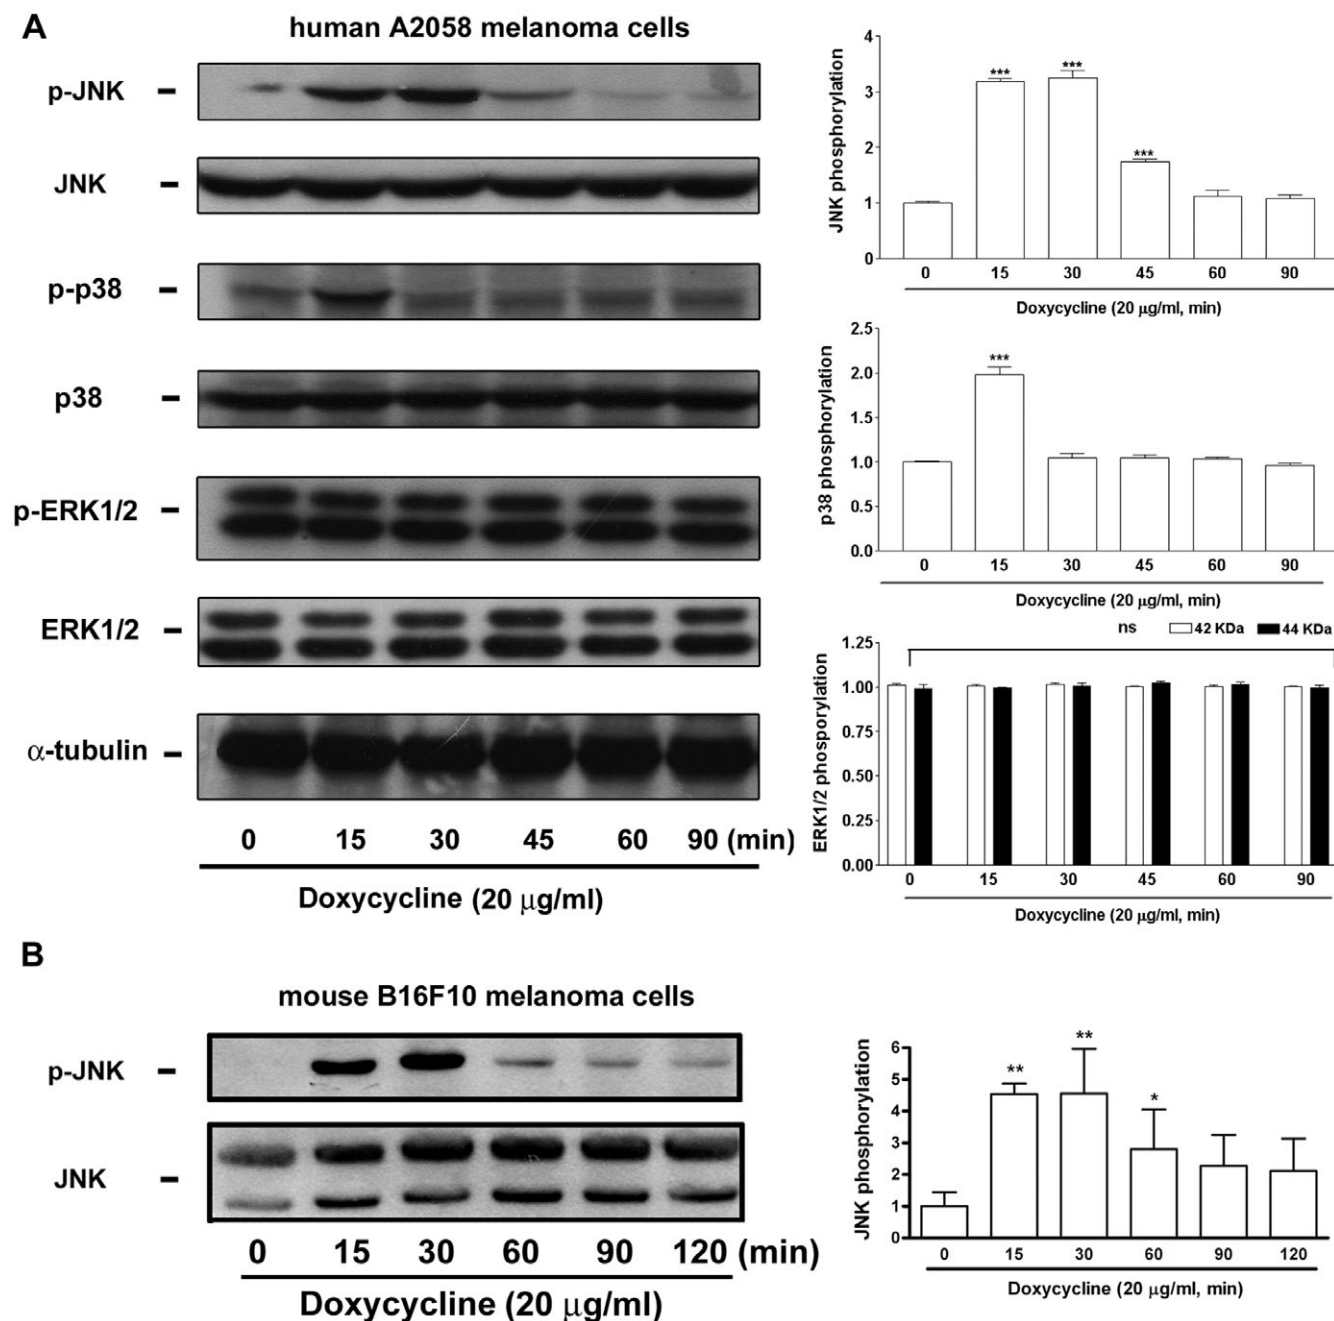 A
human A2058 melanoma cells
p-JNK
JNK
p-p38
p38
p-ERK1/2
ERK1/2
α-tubulin
0 15 30 45 60 90 (min)
Doxycycline (20 μg/ml)
JNK phosphorylation
4
3
2
1
0
*** *** ***
0 15 30 45 60 90
Doxycycline (20 μg/ml, min)
p38 phosphorylation
2.5
2.0
1.5
1.0
0.5
0.0
***
0 15 30 45 60 90
Doxycycline (20 μg/ml, min)
ns 42 KDa 44 KDa
ERK1/2 phosporylation
1.25
1.00
0.75
0.50
0.25
0.00
0 15 30 45 60 90
Doxycycline (20 μg/ml, min)
B
mouse B16F10 melanoma cells
p-JNK
JNK
0 15 30 60 90 120 (min)
Doxycycline (20 μg/ml)
JNK phosphorylation
6
5
4
3
2
1
0
** ** *
0 15 30 60 90 120
Doxycycline (20 μg/ml, min)